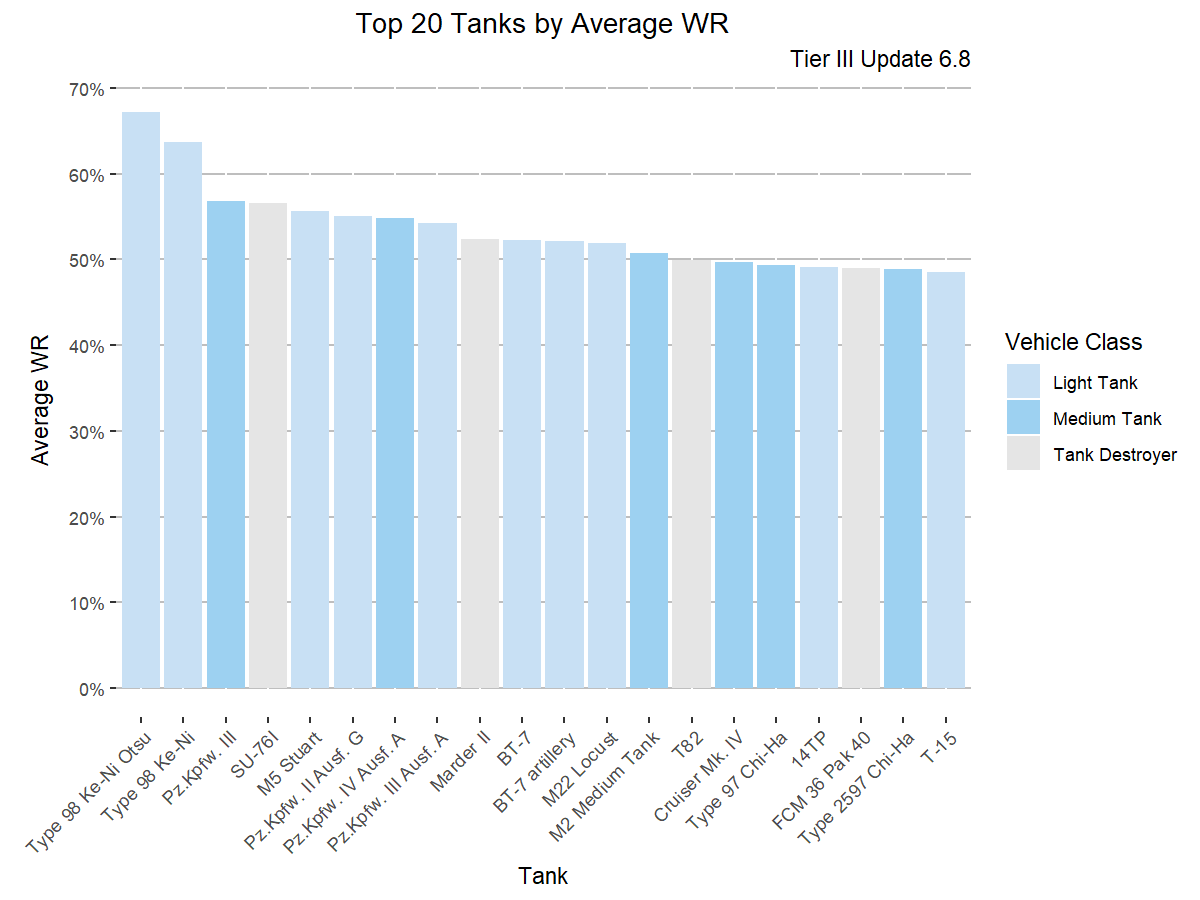 Top 20 Tanks by Average WR
Tier III Update 6.8
70%
60%
50%
40%
30%
20%
10%
0%
Average WR
Type 98 Ke-Ni Otsu
Type 98 Ke-Ni
Pz.Kpfw. III
SU-76I
M5 Stuart
Pz.Kpfw. II Ausf. G
Pz.Kpfw. IV Ausf. A
Pz.Kpfw. III Ausf. A
Marder II
BT-7
BT-7 artillery
M22 Locust
M2 Medium Tank
T82
Cruiser Mk. IV
Type 97 Chi-Ha
14TP
FCM 36 Pak 40
Type 2597 Chi-Ha
T-15
Tank
Vehicle Class
Light Tank
Medium Tank
Tank Destroyer